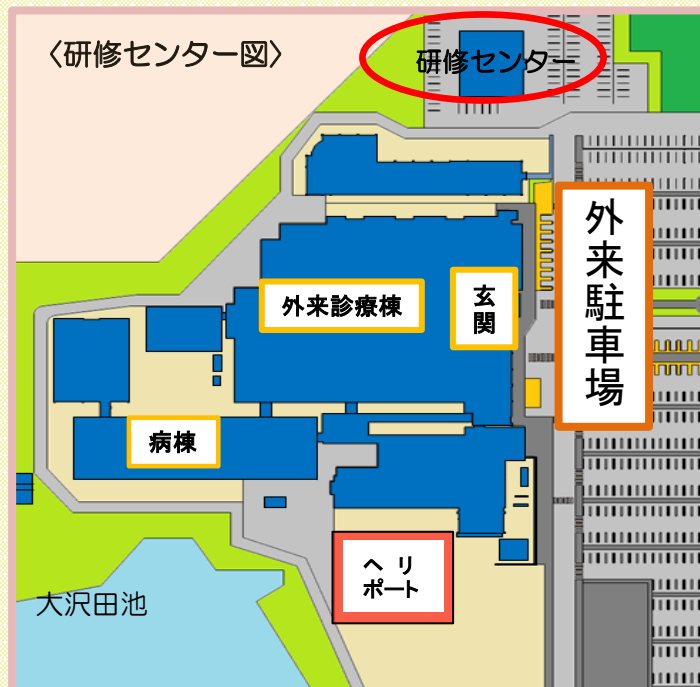 〈研修センター図〉
研修センター
外来駐車場
外来診療棟
玄
関
病棟
ヘ リ
ポート
大沢田池